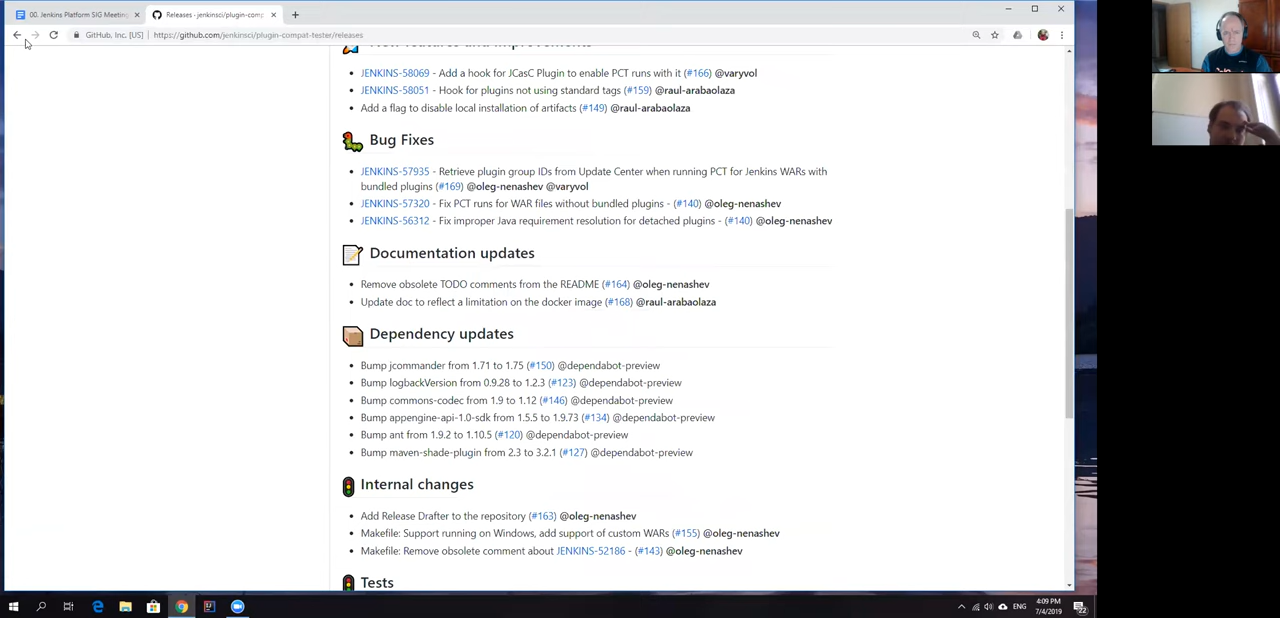 00. Jenkins Platform SIG Meeting
Releases · jenkinsci/plugin-comp
GitHub, Inc. [US]
https://github.com/jenkinsci/plugin-compat-tester/releases
New features and improvements
JENKINS-58069 - Add a hook for JCasC Plugin to enable PCT runs with it (#166) @varyvol
JENKINS-58051 - Hook for plugins not using standard tags (#159) @raul-arabaolaza
Add a flag to disable local installation of artifacts (#149) @raul-arabaolaza
Bug Fixes
JENKINS-57935 - Retrieve plugin group IDs from Update Center when running PCT for Jenkins WARs with
bundled plugins (#169) @oleg-nenashev @varyvol
JENKINS-57320 - Fix PCT runs for WAR files without bundled plugins - (#140) @oleg-nenashev
JENKINS-56312 - Fix improper Java requirement resolution for detached plugins - (#140) @oleg-nenashev
Documentation updates
Remove obsolete TODO comments from the README (#164) @oleg-nenashev
Update doc to reflect a limitation on the docker image (#168) @raul-arabaolaza
Dependency updates
Bump jcommander from 1.71 to 1.75 (#150) @dependabot-preview
Bump logbackVersion from 0.9.28 to 1.2.3 (#123) @dependabot-preview
Bump commons-codec from 1.9 to 1.12 (#146) @dependabot-preview
Bump appengine-api-1.0-sdk from 1.5.5 to 1.9.73 (#134) @dependabot-preview
Bump ant from 1.9.2 to 1.10.5 (#120) @dependabot-preview
Bump maven-shade-plugin from 2.3 to 3.2.1 (#127) @dependabot-preview
Internal changes
Add Release Drafter to the repository (#163) @oleg-nenashev
Makefile: Support running on Windows, add support of custom WARs (#155) @oleg-nenashev
Makefile: Remove obsolete comment about JENKINS-52186 - (#143) @oleg-nenashev
Tests
ENG
4:09 PM
7/4/2019
22